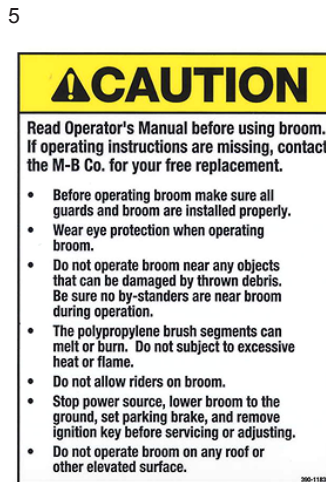 5
CAUTION
Read Operator's Manual before using broom.
If operating instructions are missing, contact
the M-B Co. for your free replacement.
• Before operating broom make sure all
guards and broom are installed properly.
• Wear eye protection when operating
broom.
• Do not operate broom near any objects
that can be damaged by thrown debris.
Be sure no by-standers are near broom
during operation.
• The polypropylene brush segments can
melt or burn. Do not subject to excessive
heat or flame.
• Do not allow riders on broom.
• Stop power source, lower broom to the
ground, set parking brake, and remove
ignition key before servicing or adjusting.
• Do not operate broom on any roof or
other elevated surface.
390-1183